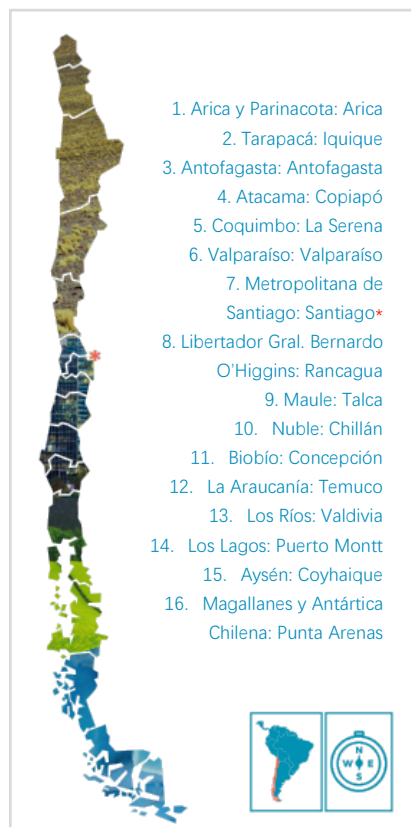 1. Arica y Parinacota: Arica
2. Tarapacá: Iquique
3. Antofagasta: Antofagasta
4. Atacama: Copiapó
5. Coquimbo: La Serena
6. Valparaíso: Valparaíso
7. Metropolitana de
Santiago: Santiago*
8. Libertador Gral. Bernardo
O'Higgins: Rancagua
9. Maule: Talca
10. Nuble: Chillán
11. Biobío: Concepción
12. La Araucanía: Temuco
13. Los Ríos: Valdivia
14. Los Lagos: Puerto Montt
15. Aysén: Coyhaique
16. Magallanes y Antártica
Chilena: Punta Arenas
*
N
W E
S